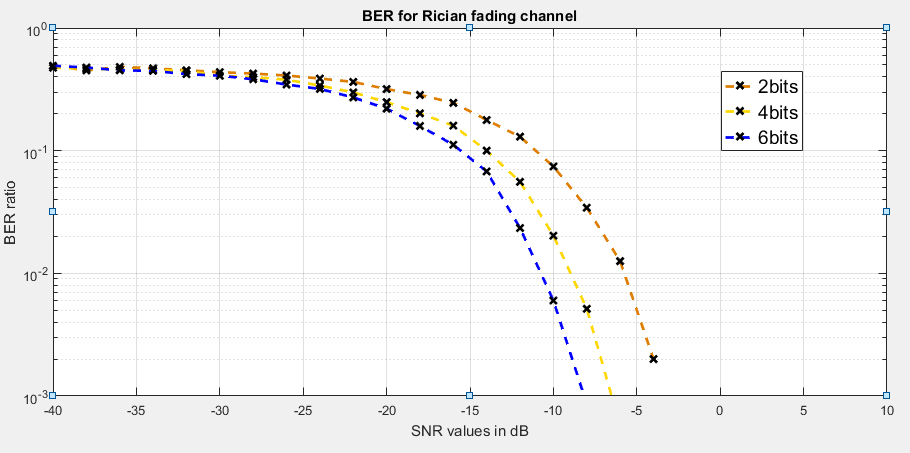 BER for Rician fading channel
10^0
10^-1
10^-2
10^-3
BER ratio
2bits
4bits
6bits
-40 -35 -30 -25 -20 -15 -10 -5 0 5 10
SNR values in dB